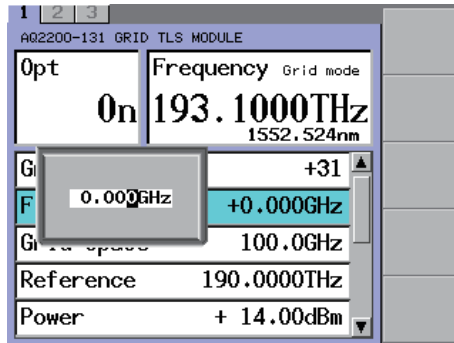 1 2 3
AQ2200-131 GRID TLS MODULE
Opt Frequency Grid mode
On 193.1000THz
1552.524nm
+31
0.000GHz
F +0.000GHz
100.0GHz
Reference 190.0000THz
Power + 14.00dBm